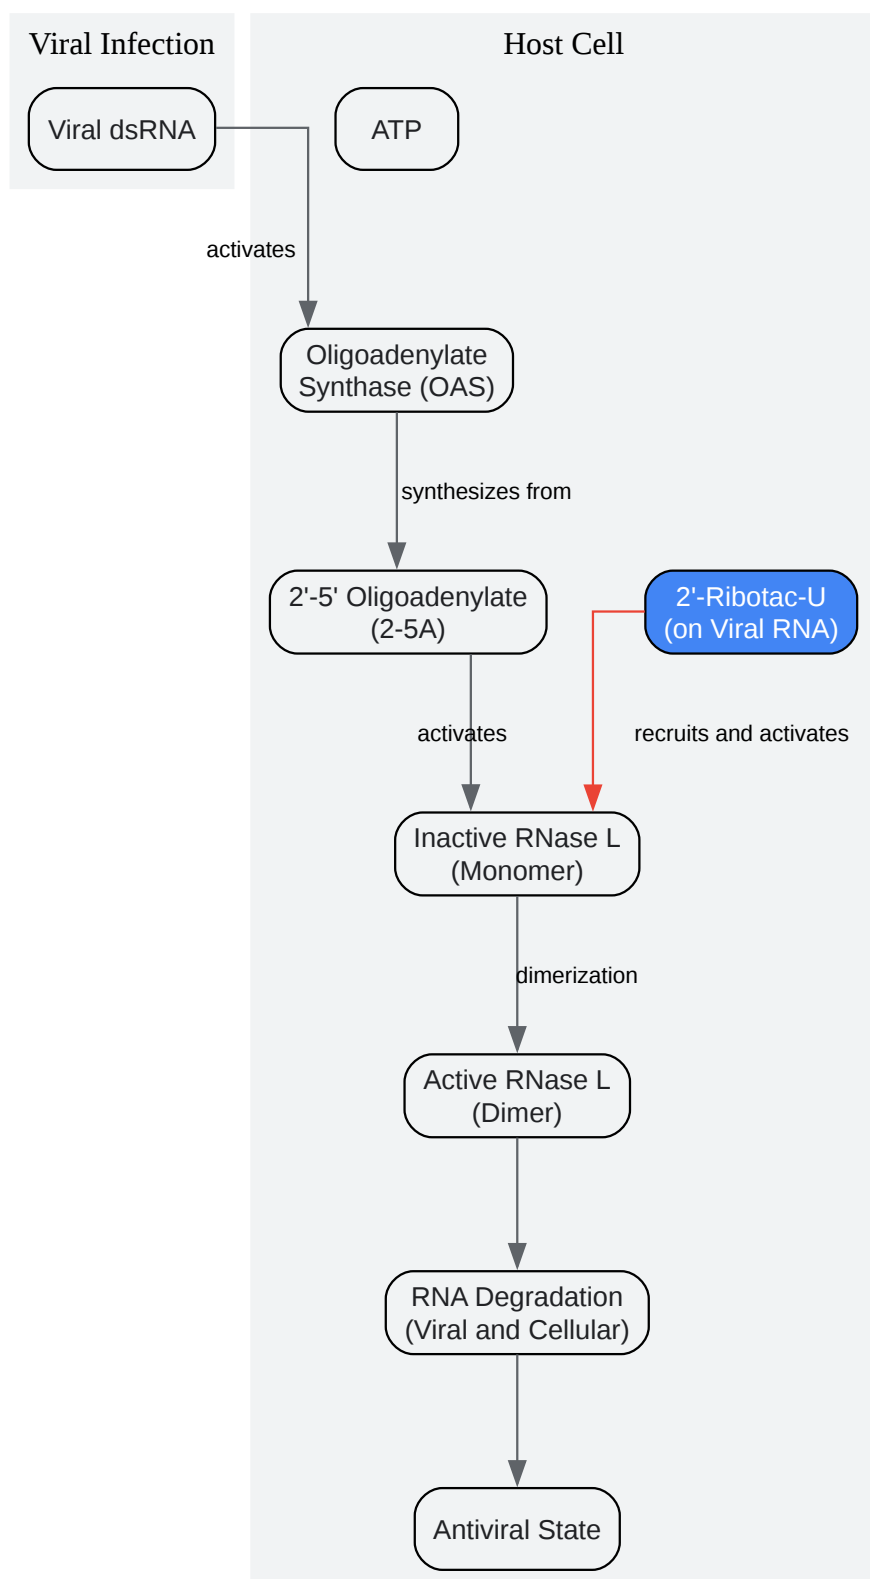 Viral Infection
Host Cell
Viral dsRNA
ATP
activates
Oligoadenylate
Synthase (OAS)
synthesizes from
2'-5' Oligoadenylate
(2-5A)
2'-Ribotac-U
(on Viral RNA)
activates
recruits and activates
Inactive RNase L
(Monomer)
dimerization
Active RNase L
(Dimer)
RNA Degradation
(Viral and Cellular)
Antiviral State